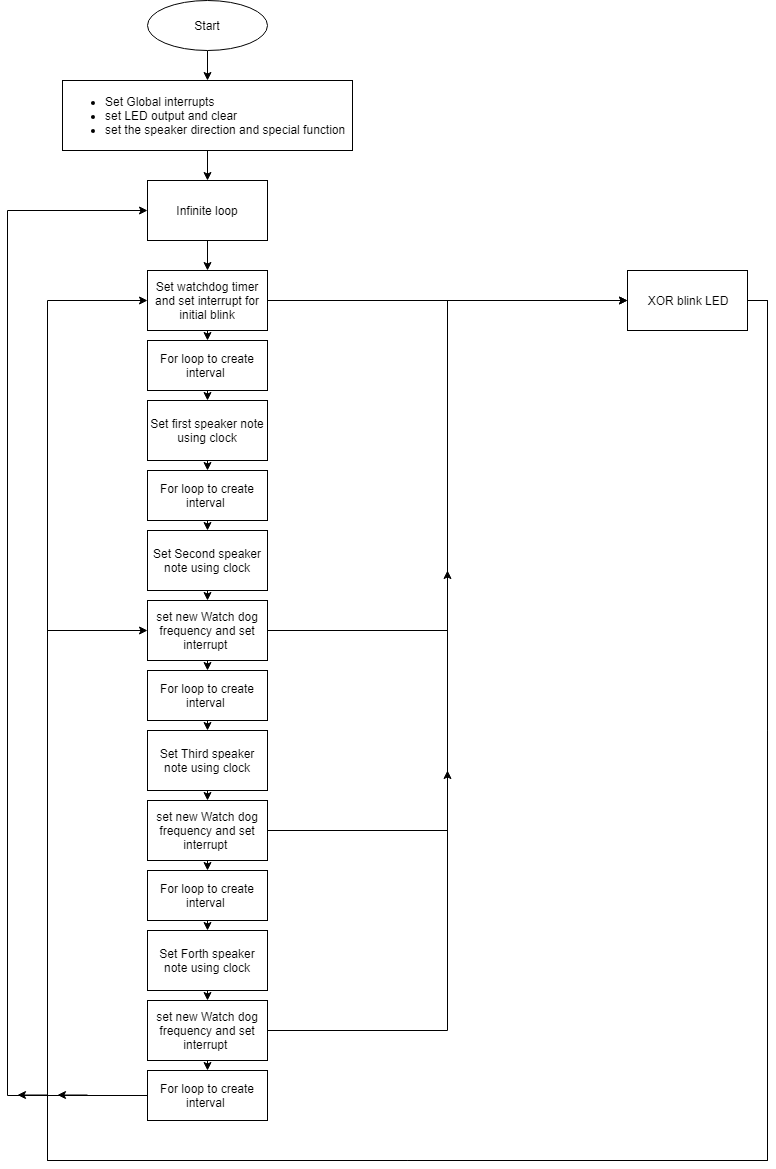 Start
Set Global interrupts
set LED output and clear
set the speaker direction and special function
Infinite loop
Set watchdog timer
and set interrupt for
initial blink
XOR blink LED
For loop to create
interval
Set first speaker note
using clock
For loop to create
interval
Set Second speaker
note using clock
set new Watch dog
frequency and set
interrupt
For loop to create
interval
Set Third speaker
note using clock
set new Watch dog
frequency and set
interrupt
For loop to create
interval
Set Forth speaker
note using clock
set new Watch dog
frequency and set
interrupt
For loop to create
interval